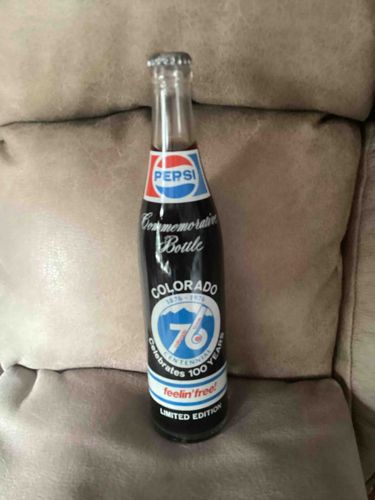 PEPSI
Commemorative
Bottle
COLORADO
1876-1976
76
CENTENNIAL
Celebrates 100 YEARS
feelin' free!
LIMITED EDITION